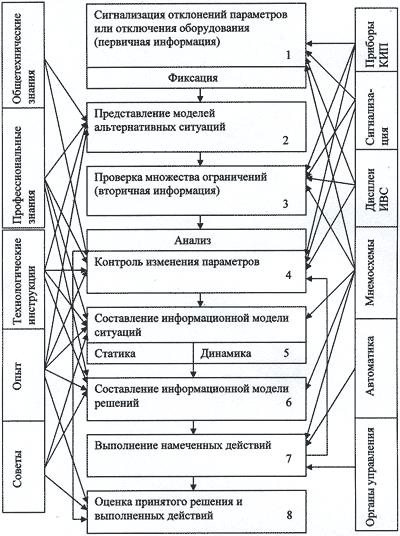 Общетехнические
знания
Профессиональные
знания
Технологические
инструкции
Опыт
Советы
Сигнализация отклонений параметров
или отключения оборудования
(первичная информация)
1
Фиксация
Представление моделей
альтернативных ситуаций
2
Проверка множества ограничений
(вторичная информация)
3
Анализ
Контроль изменения параметров
4
Составление информационной модели
ситуаций
Статика Динамика 5
Составление информационной модели
решений
6
Выполнение намеченных действий
7
Оценка принятого решения и
выполненных действий 8
Приборы
КИП
Сигнализа-
ция
Дисплеи
ИВС
Мнемосхемы
Автоматика
Органы управления